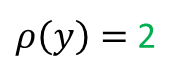 𝜌(𝑦) = 2